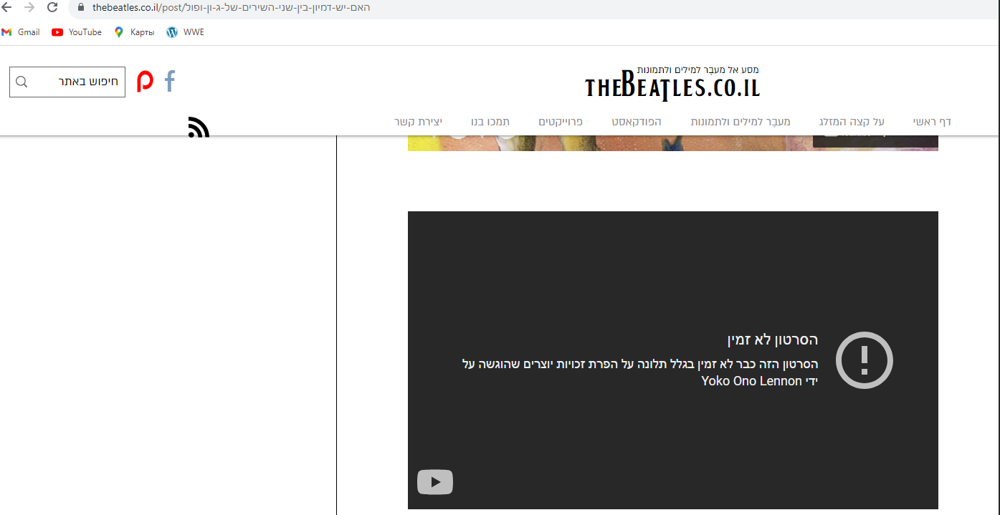 thebeatles.co.il/post/האם-יש-דמיון-בין-שני-השירים-של-ג-ון-ופול
Gmail YouTube Карты WWE
חיפוש באתר
מסע אל מעבֶר למילים ולתמונות
THEBEATLES.CO.IL
דף ראשי על קצה המזלג מעבֶר למילים ולתמונות הפודקאסט פרוייקטים תִמכו בנו יצירת קשר
הסרטון לא זמין
הסרטון הזה כבר לא זמין בגלל תלונה על הפרת זכויות יוצרים שהוגשה על
ידי Yoko Ono Lennon